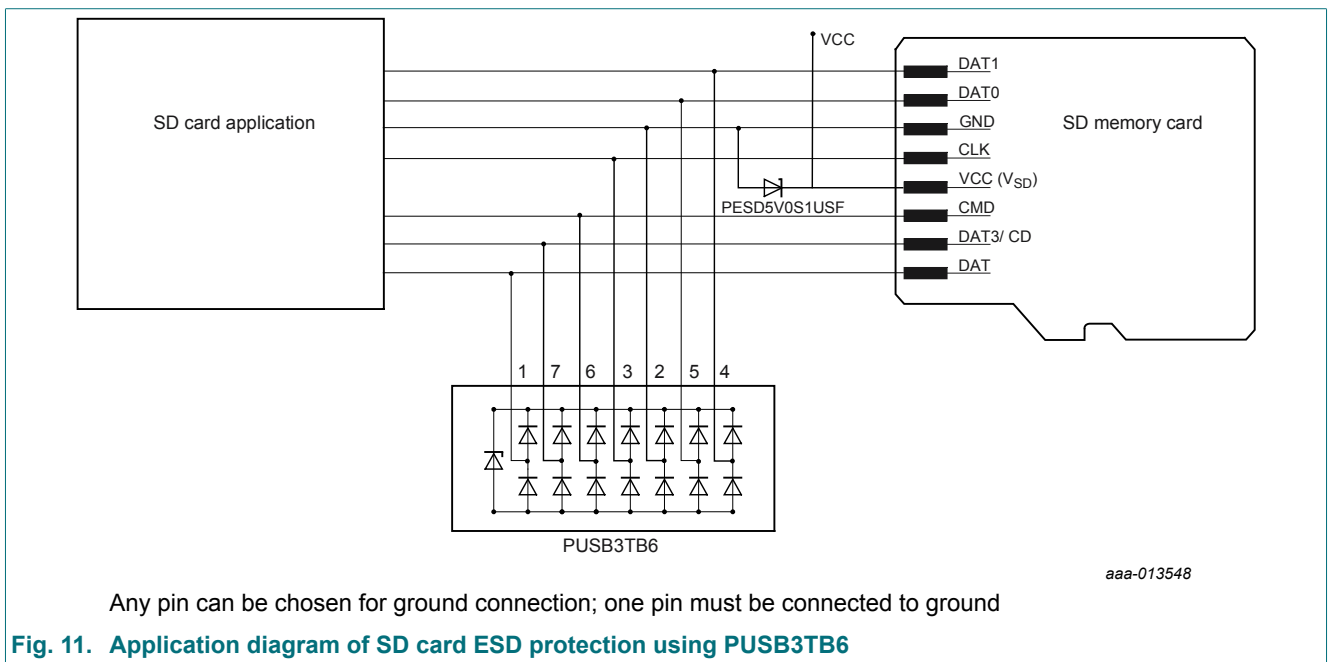 VCC
DAT1
DAT0
SD card application
GND
SD memory card
CLK
VCC (VSD)
PESD5V0S1USF
CMD
DAT3/ CD
DAT
1 7 6 3 2 5 4
PUSB3TB6
aaa-013548
Any pin can be chosen for ground connection; one pin must be connected to ground
Fig. 11. Application diagram of SD card ESD protection using PUSB3TB6